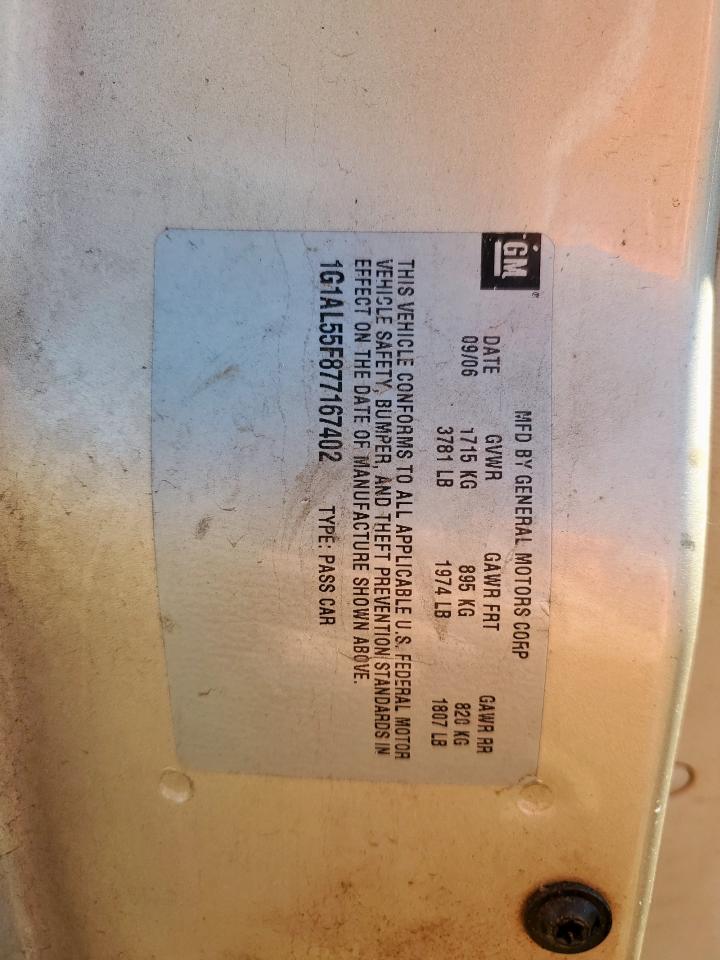 GM®
MFD BY GENERAL MOTORS CORP
DATE GVWR GAWR FRT GAWR RR
09/06 1715 KG 895 KG 820 KG
3781 LB 1974 LB 1807 LB
THIS VEHICLE CONFORMS TO ALL APPLICABLE U.S. FEDERAL MOTOR
VEHICLE SAFETY, BUMPER, AND THEFT PREVENTION STANDARDS IN
EFFECT ON THE DATE OF MANUFACTURE SHOWN ABOVE.
1G1AL55F877167402 TYPE: PASS CAR